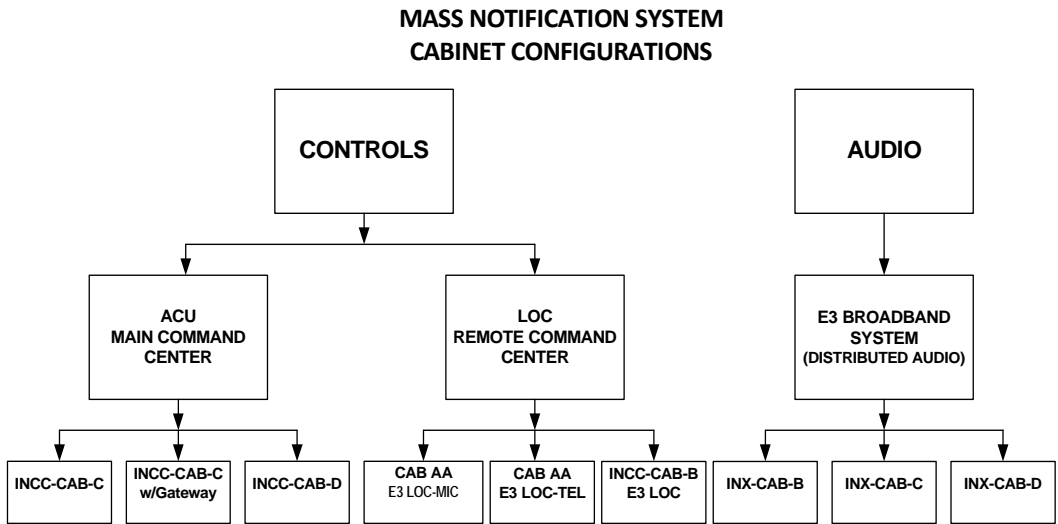 MASS NOTIFICATION SYSTEM
CABINET CONFIGURATIONS
CONTROLS
AUDIO
ACU
MAIN COMMAND
CENTER
LOC
REMOTE COMMAND
CENTER
E3 BROADBAND
SYSTEM
(DISTRIBUTED AUDIO)
INCC-CAB-C
INCC-CAB-C
w/Gateway
INCC-CAB-D
CAB AA
E3 LOC-MIC
CAB AA
E3 LOC-TEL
INCC-CAB-B
E3 LOC
INX-CAB-B
INX-CAB-C
INX-CAB-D